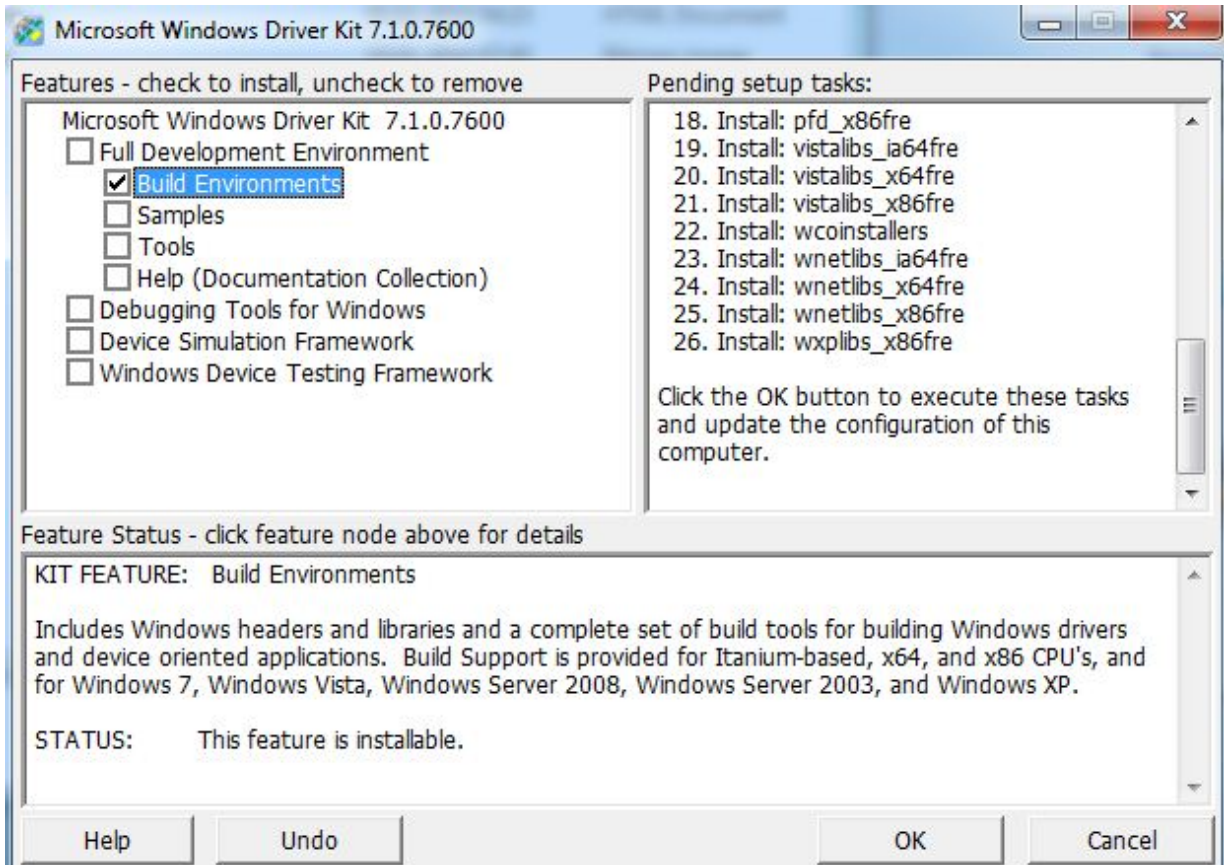 Microsoft Windows Driver Kit 7.1.0.7600
Features - check to install, uncheck to remove
Microsoft Windows Driver Kit 7.1.0.7600
Full Development Environment
Build Environments
Samples
Tools
Help (Documentation Collection)
Debugging Tools for Windows
Device Simulation Framework
Windows Device Testing Framework
Pending setup tasks:
18. Install: pfd_x86fre
19. Install: vistalibs_ia64fre
20. Install: vistalibs_x64fre
21. Install: vistalibs_x86fre
22. Install: wcoinstallers
23. Install: wnetlibs_ia64fre
24. Install: wnetlibs_x64fre
25. Install: wnetlibs_x86fre
26. Install: wxplibs_x86fre
Click the OK button to execute these tasks
and update the configuration of this
computer.
Feature Status - click feature node above for details
KIT FEATURE: Build Environments
Includes Windows headers and libraries and a complete set of build tools for building Windows drivers
and device oriented applications. Build Support is provided for Itanium-based, x64, and x86 CPU's, and
for Windows 7, Windows Vista, Windows Server 2008, Windows Server 2003, and Windows XP.
STATUS: This feature is installable.
Help
Undo
OK
Cancel